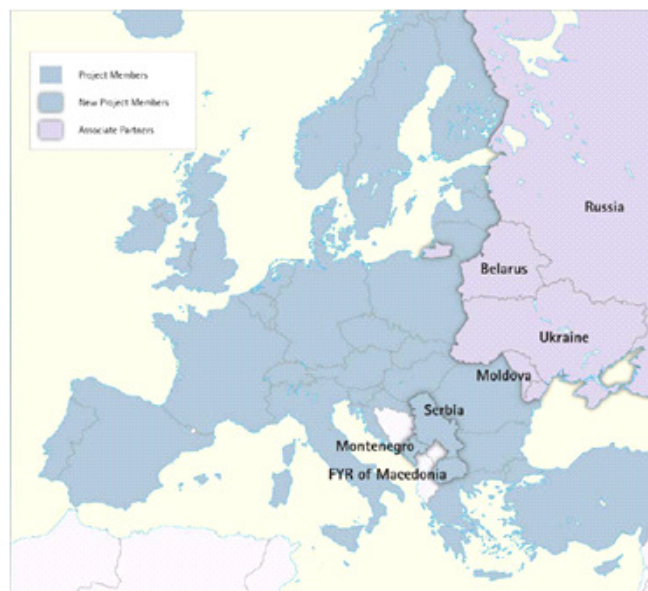 Project Members
New Project Members
Associate Partners
Russia
Belarus
Ukraine
Moldova
Serbia
Montenegro
FYR of Macedonia